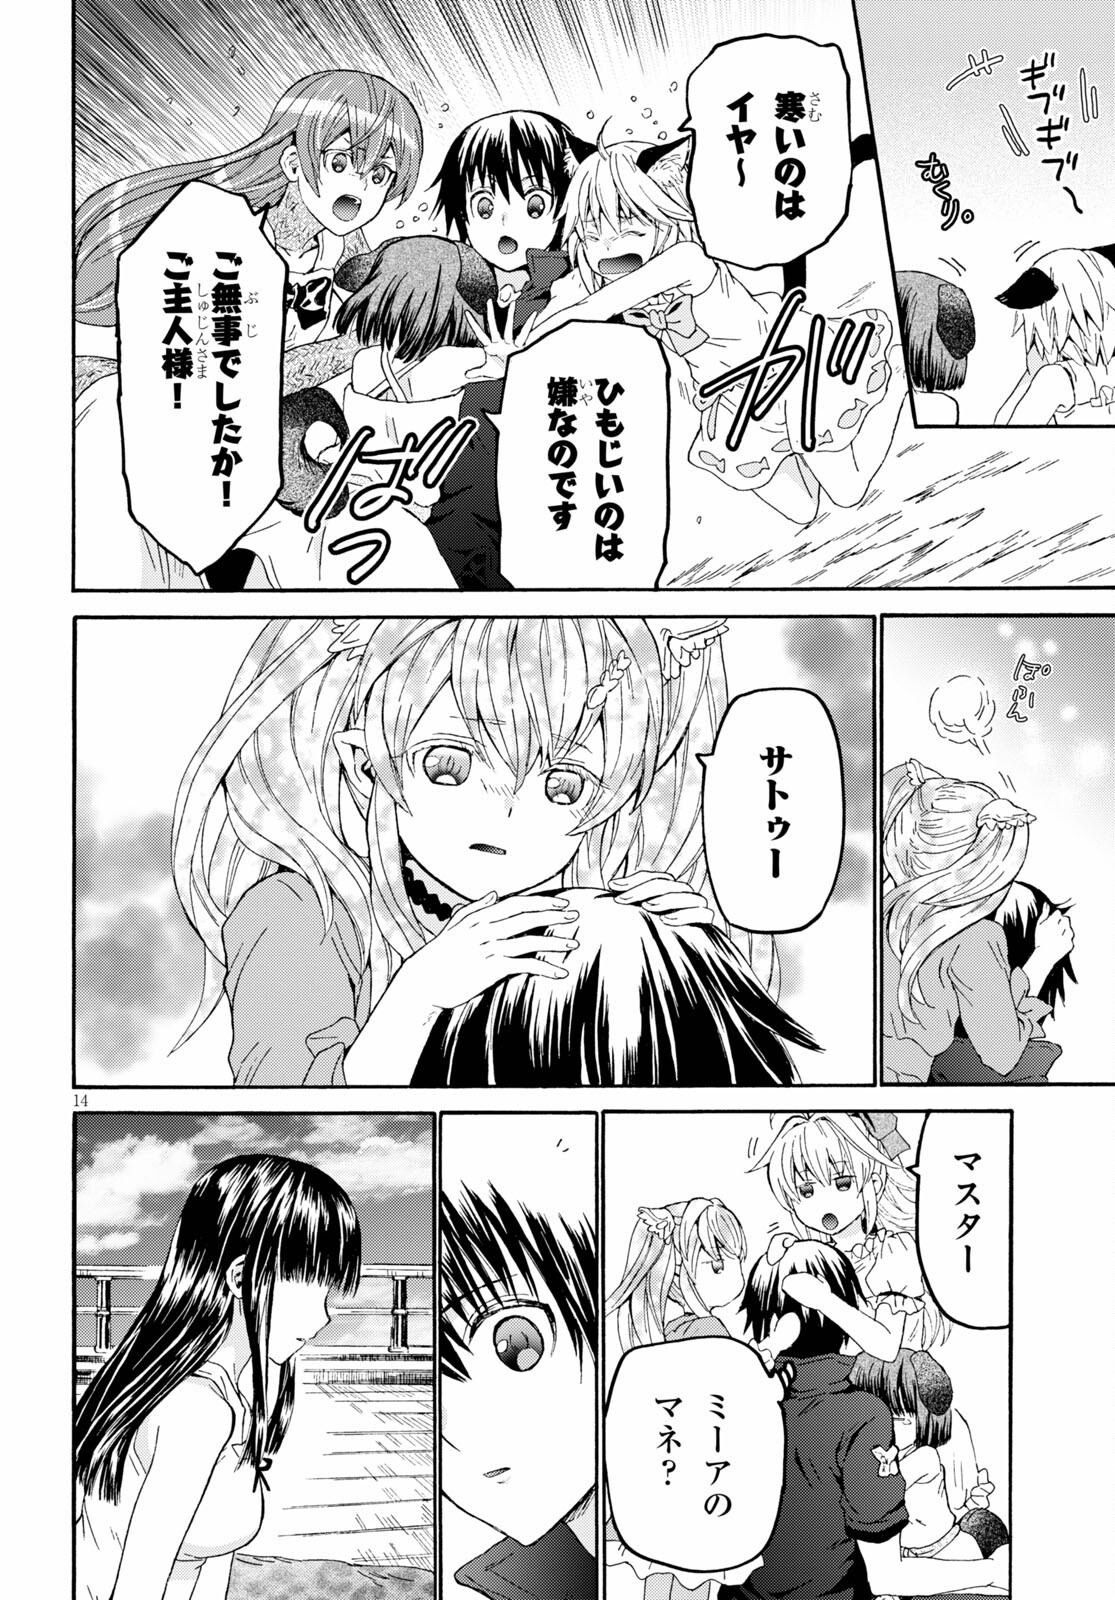 ギブギブ～
むくり。
寒いのは
イヤ～
ガバッ
ひもじいのは
嫌なのです
ばっ
ご無事でしたか！
ご主人様！
ぽふん
サトゥー
14
マスター
ミーアの
マネ？